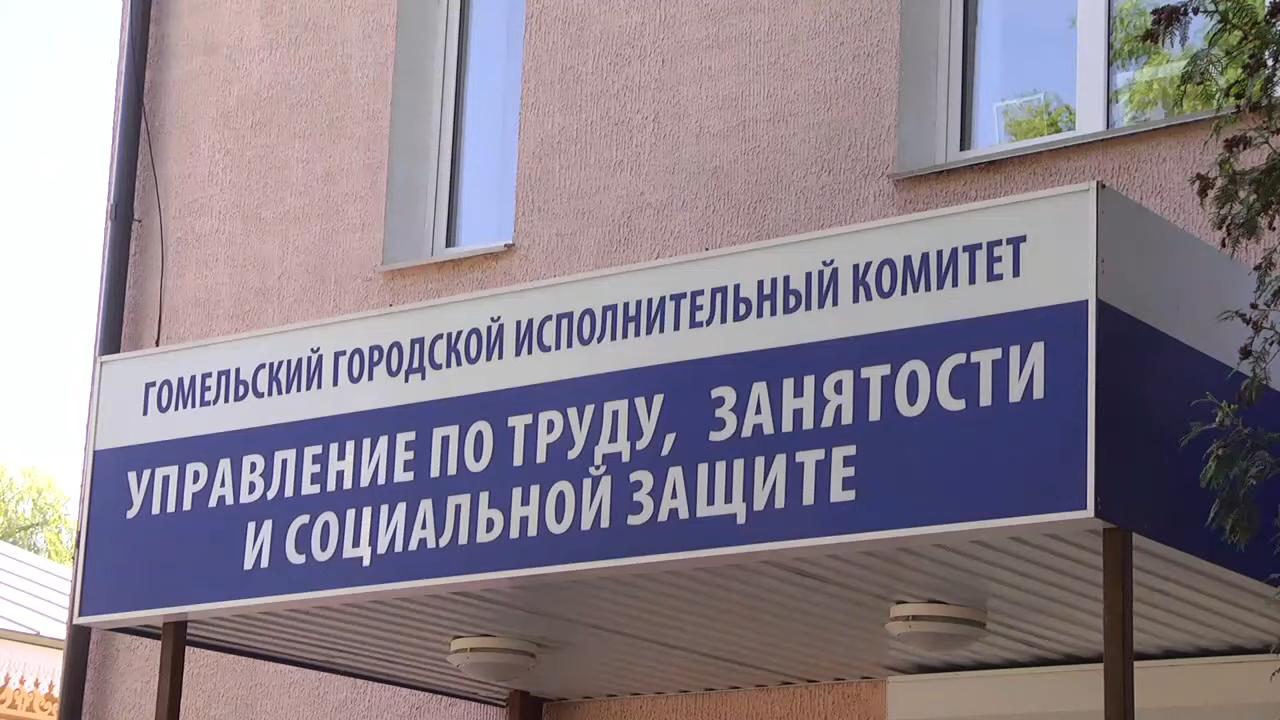 ГОМЕЛЬСКИЙ ГОРОДСКОЙ ИСПОЛНИТЕЛЬНЫЙ КОМИТЕТ
УПРАВЛЕНИЕ ПО ТРУДУ, ЗАНЯТОСТИ
И СОЦИАЛЬНОЙ ЗАЩИТЕ